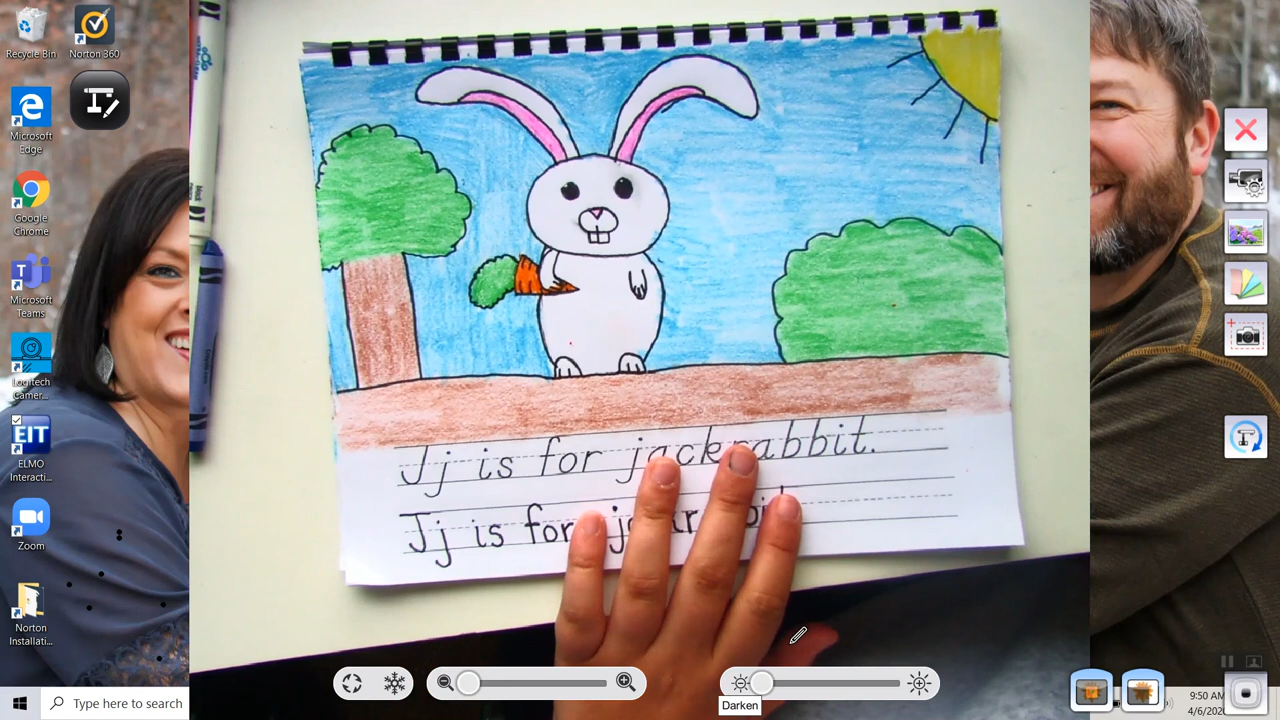 Recycle Bin
Norton 360
Microsoft Edge
Google Chrome
Microsoft Teams
Logitech Camer...
EIT
ELMO Interacti...
Zoom
Norton Installati...
Jj is for jackrabbit.
Jj is for
Darken
Type here to search
9:50 AM